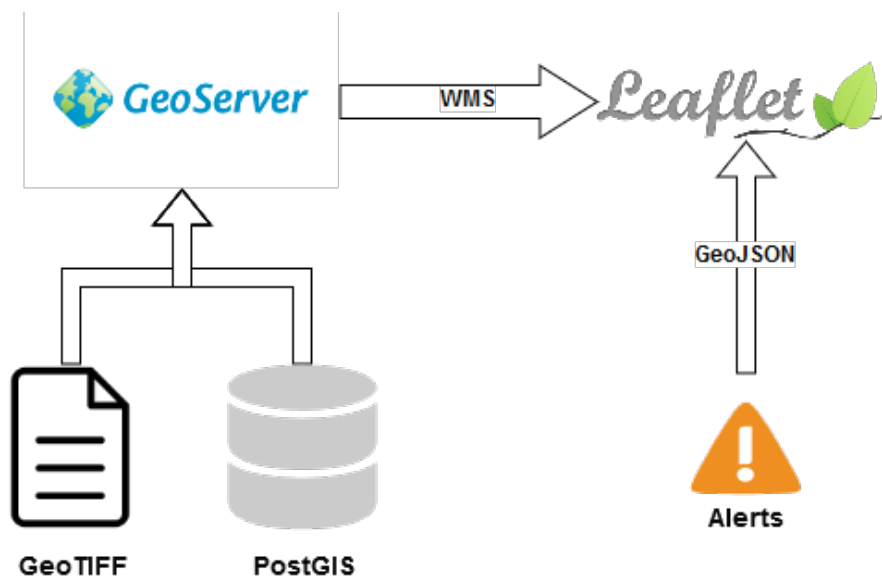 GeoServer
WMS
Leaflet
GeoJSON
GeoTIFF
PostGIS
Alerts